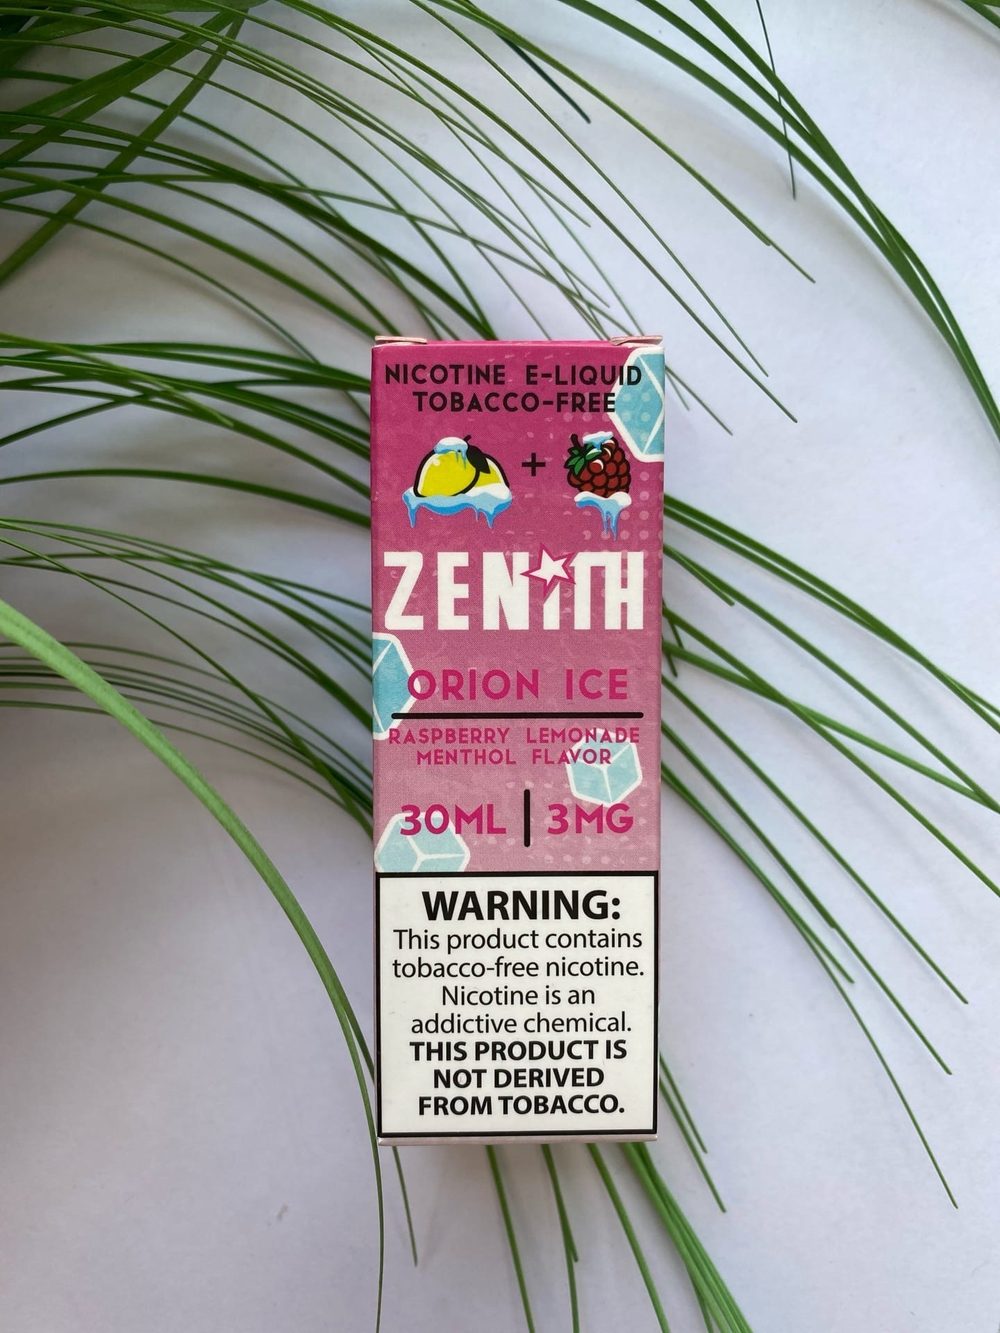 NICOTINE E-LIQUID
TOBACCO-FREE
+
ZENITH
ORION ICE
RASPBERRY LEMONADE
MENTHOL FLAVOR
30ML | 3MG
WARNING:
This product contains
tobacco-free nicotine.
Nicotine is an
addictive chemical.
THIS PRODUCT IS
NOT DERIVED
FROM TOBACCO.